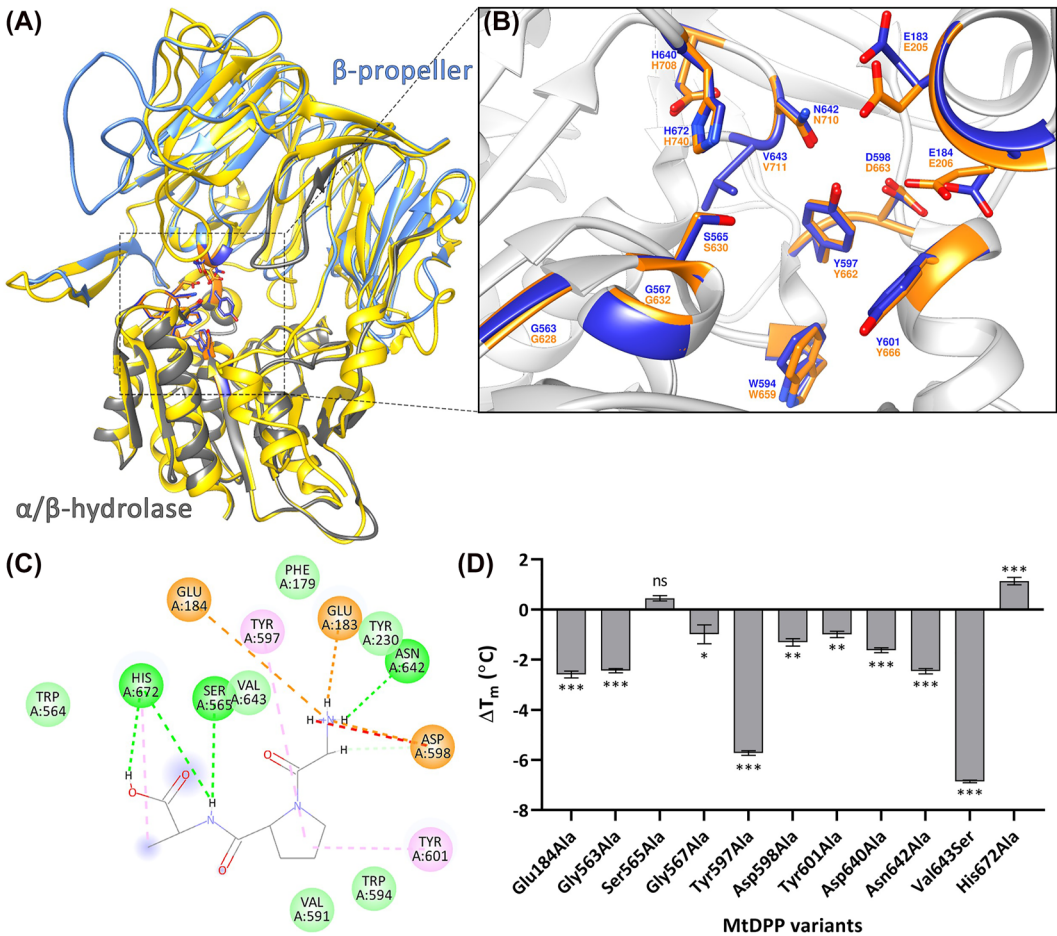 (A)
β-propeller
α/β-hydrolase
(B)
H640
H708
E183
E205
N642
N710
H672
H740
V643
V711
D598
D663
E184
E206
S565
S630
Y597
Y662
G567
G632
G563
G628
Y601
Y666
W594
W659
(C)
PHE
A:179
GLU
A:184
GLU
A:183
TYR
A:597
TYR
A:230
ASN
A:642
HIS
A:672
SER
A:565
VAL
A:643
TRP
A:564
ASP
A:598
H
H +N H
H
H
O
O
O
H
N
N
O
TYR
A:601
TRP
A:594
VAL
A:591
(D)
ΔTm (°C)
2
0
-2
-4
-6
-8
***
***
ns
*
***
**
**
***
***
***
***
Glu184Ala
Gly563Ala
Ser565Ala
Gly567Ala
Tyr597Ala
Asp598Ala
Tyr601Ala
Asp640Ala
Asn642Ala
Val643Ser
His672Ala
MtDPP variants